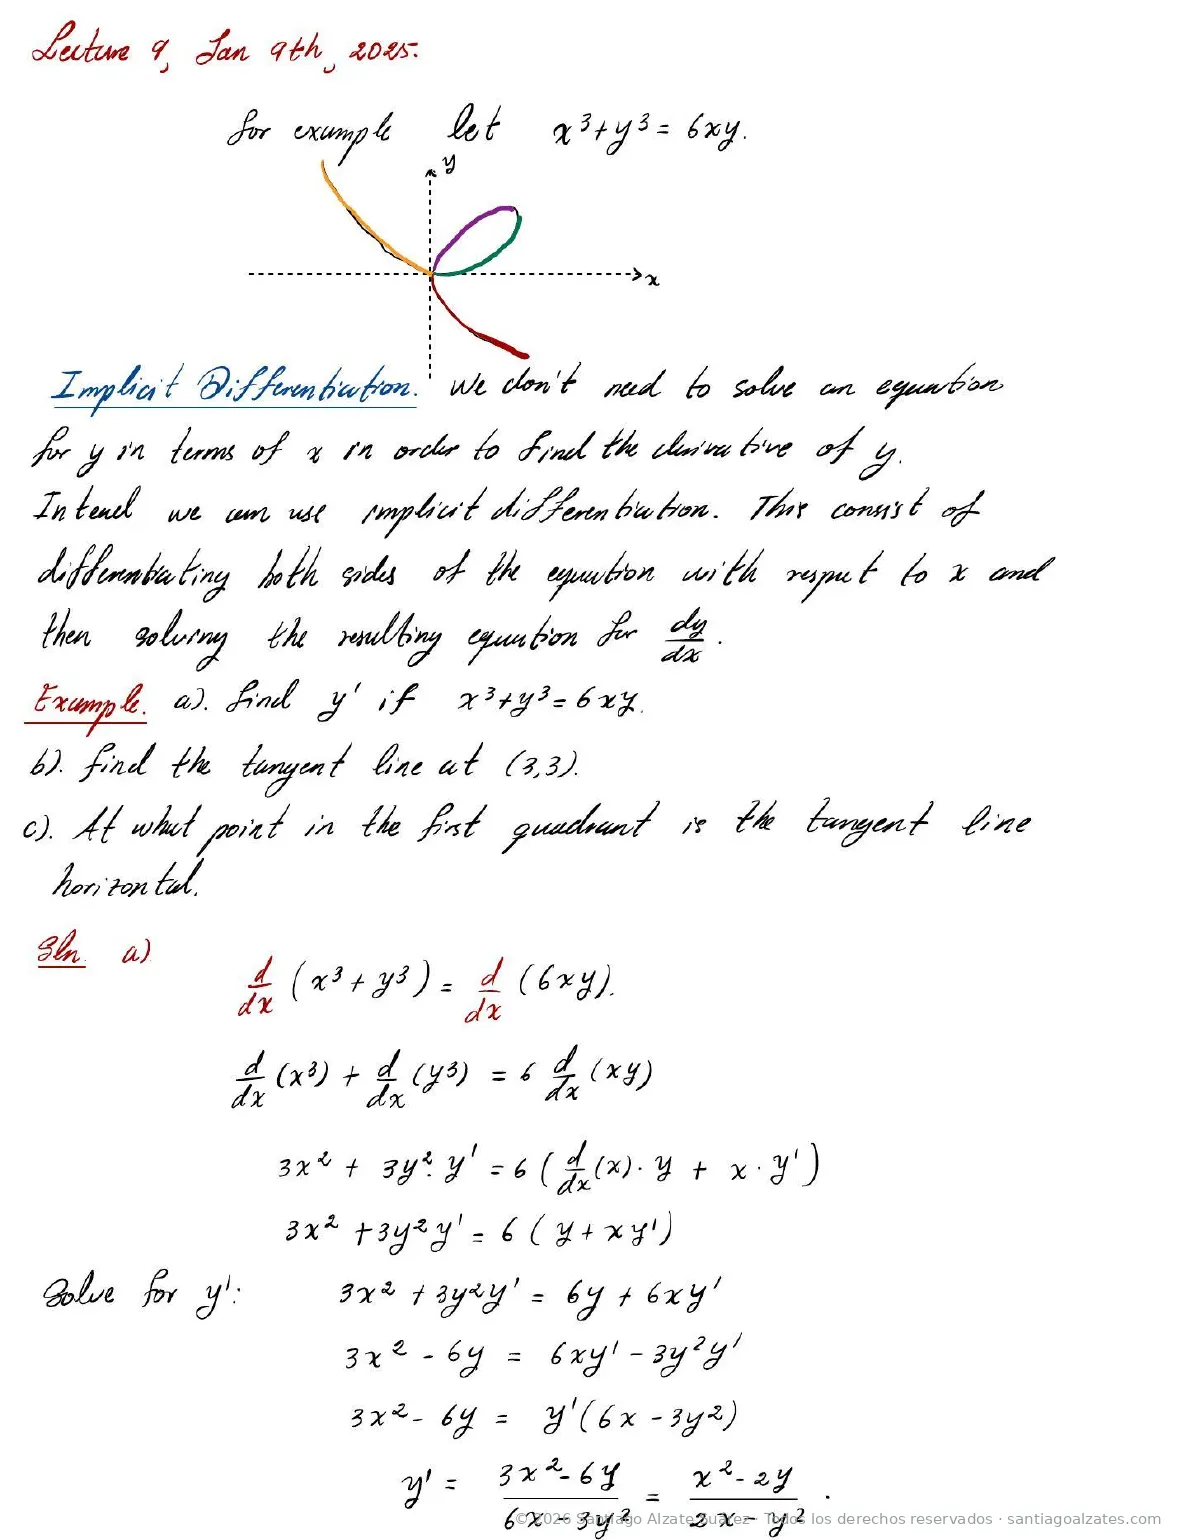 Lecture 9, Jan 9th, 2025.
for example let x³+y³ = 6xy.
y
x
Implicit Differentiation. We don't need to solve an equation
for y in terms of x in order to find the derivative of y.
Intead we can use implicit differentiation. This consist of
differentiating both sides of the equation with respect to x and
then solving the resulting equation for dy/dx.
Example. a). find y' if x³+y³=6xy.
b). find the tangent line at (3,3).
c). At what point in the first quadrant is the tangent line
horizontal.
Sln. a)
d/dx (x³ + y³) = d/dx (6xy).
d/dx (x³) + d/dx (y³) = 6 d/dx (xy)
3x² + 3y²· y' = 6 ( d/dx (x)· y + x · y' )
3x² + 3y² y' = 6 ( y + xy')
Solve for y': 3x² + 3y²y' = 6y + 6xy'
3x² - 6y = 6xy' - 3y²y'
3x² - 6y = y'(6x - 3y²)
y' = (3x² - 6y)/(6x - 3y²) = (x² - 2y)/(2x - y²).
© 2026 Santiago Alzate Suárez · Todos los derechos reservados · santiagoalzates.com